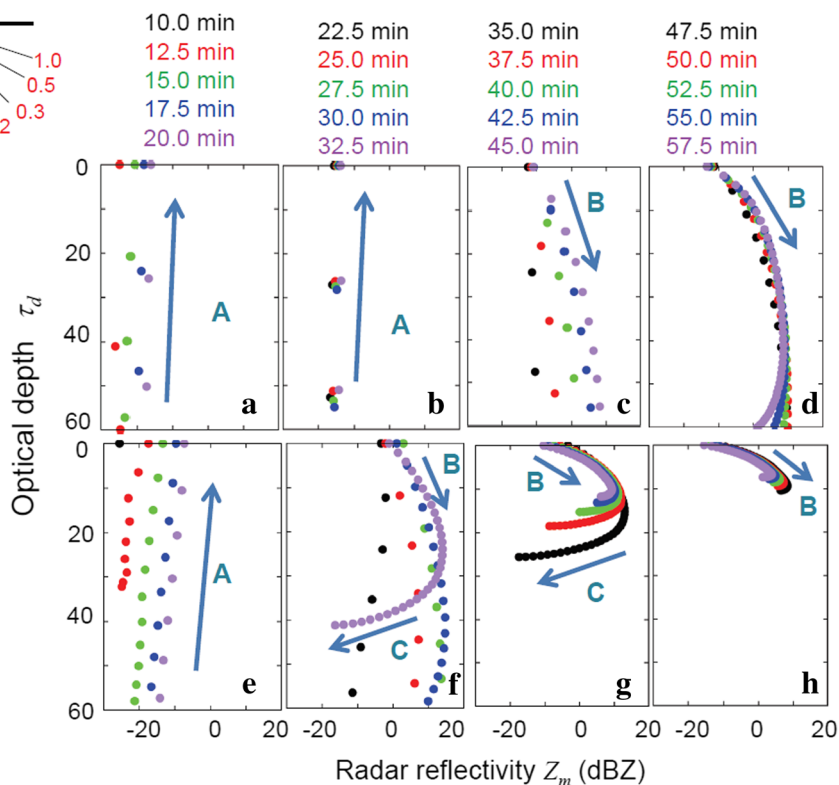 1.0
0.5
0.3
2
10.0 min
12.5 min
15.0 min
17.5 min
20.0 min
22.5 min
25.0 min
27.5 min
30.0 min
32.5 min
35.0 min
37.5 min
40.0 min
42.5 min
45.0 min
47.5 min
50.0 min
52.5 min
55.0 min
57.5 min
Optical depth τd
0
20
40
60
A
a
A
b
B
c
B
d
0
20
40
60
A
e
B
C
f
B
C
g
B
h
-20 0 20
-20 0 20
-20 0 20
-20 0 20
Radar reflectivity Zm (dBZ)